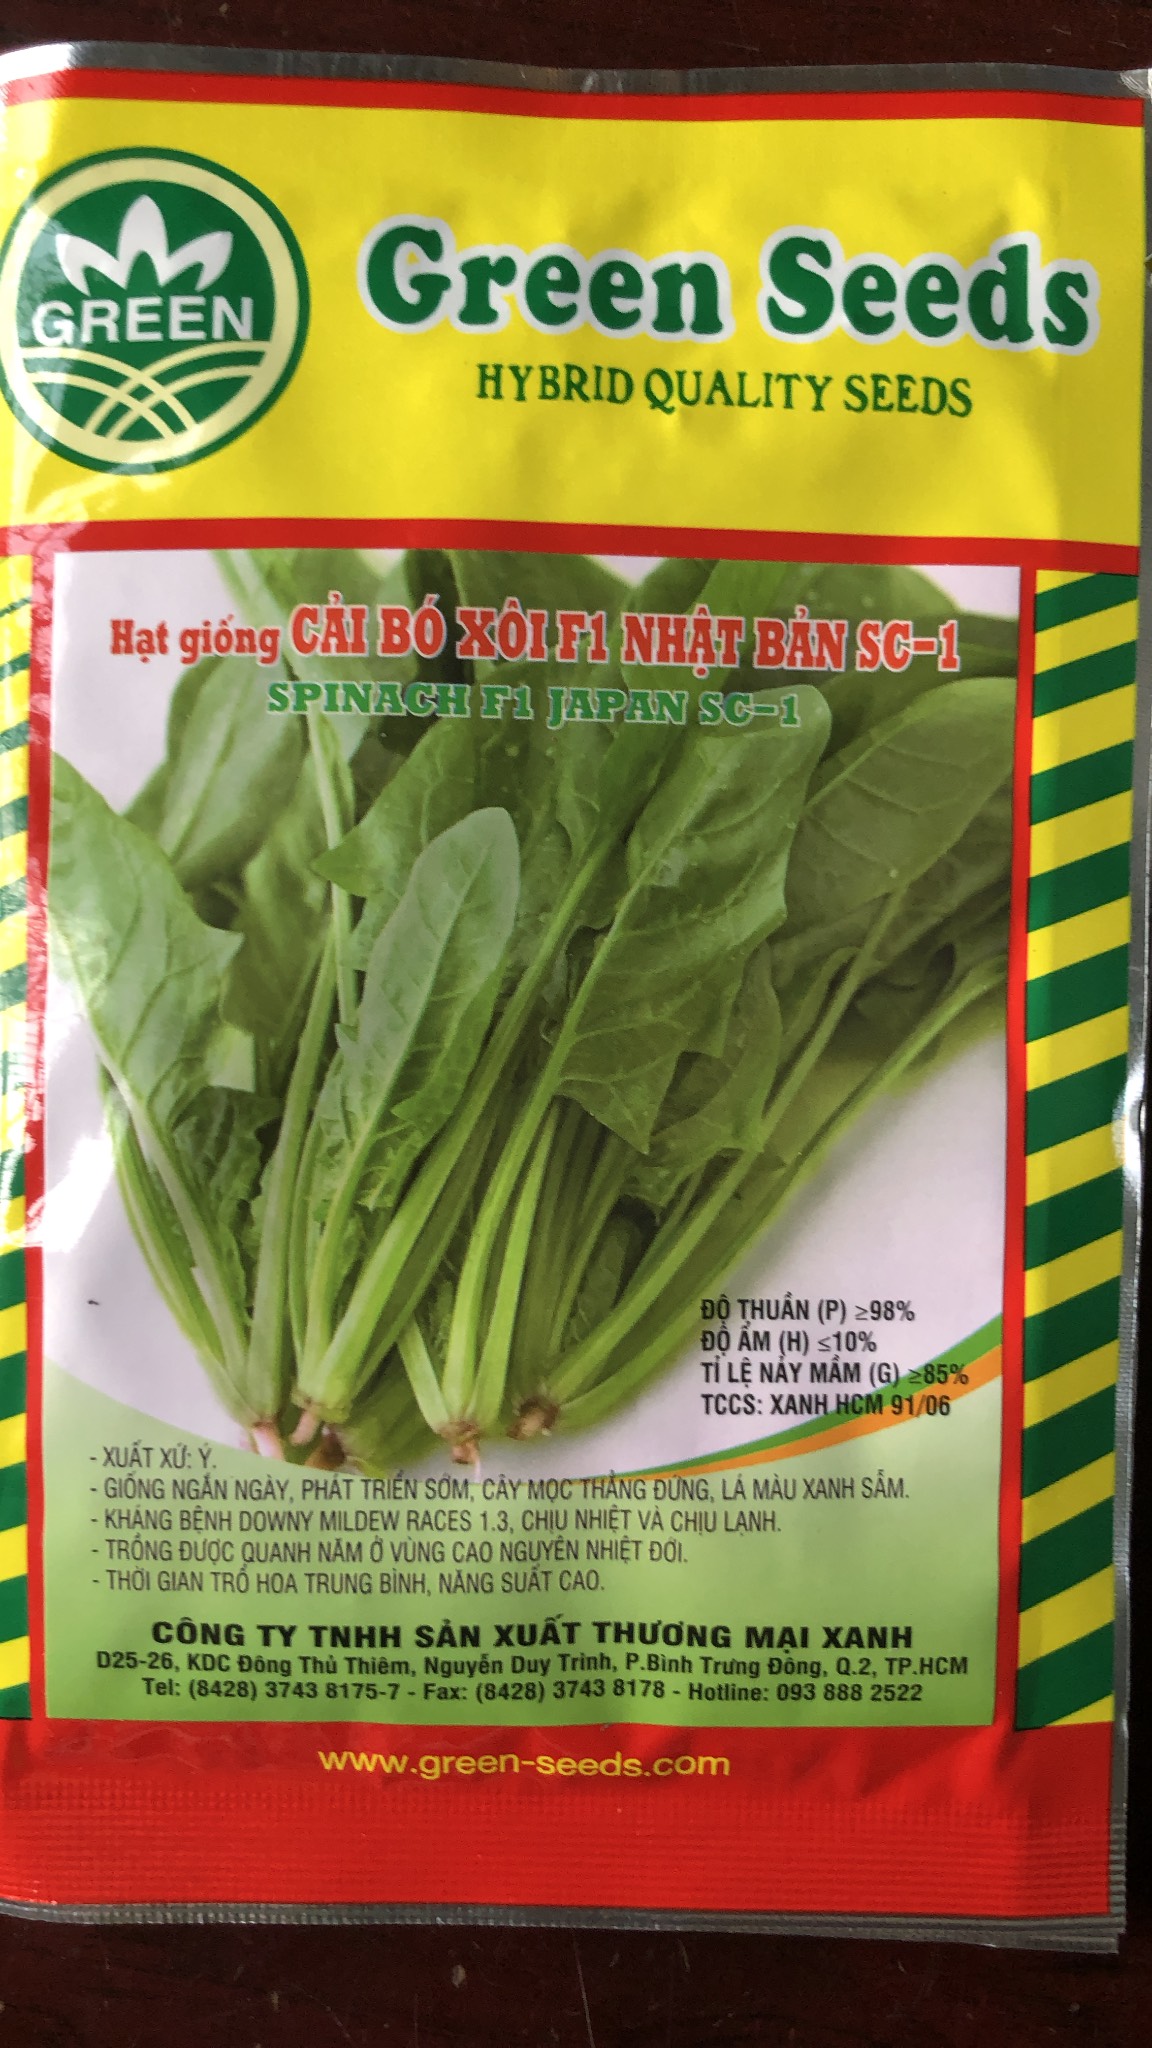 GREEN
Green Seeds
HYBRID QUALITY SEEDS
Hạt giống CẢI BÓ XÔI F1 NHẬT BẢN SC-1
SPINACH F1 JAPAN SC-1
ĐỘ THUẦN (P) ≥98%
ĐỘ ẨM (H) ≤10%
TỈ LỆ NẢY MẦM (G) ≥85%
TCCS: XANH HCM 91/06
- XUẤT XỨ: Ý.
- GIỐNG NGẮN NGÀY, PHÁT TRIỂN SỚM, CÂY MỌC THẲNG ĐỨNG, LÁ MÀU XANH SẪM.
- KHÁNG BỆNH DOWNY MILDEW RACES 1.3, CHỊU NHIỆT VÀ CHỊU LẠNH.
- TRỒNG ĐƯỢC QUANH NĂM Ở VÙNG CAO NGUYÊN NHIỆT ĐỚI.
- THỜI GIAN TRỔ HOA TRUNG BÌNH, NĂNG SUẤT CAO.
CÔNG TY TNHH SẢN XUẤT THƯƠNG MẠI XANH
D25-26, KDC Đông Thủ Thiêm, Nguyễn Duy Trinh, P.Bình Trưng Đông, Q.2, TP.HCM
Tel: (8428) 3743 8175-7 - Fax: (8428) 3743 8178 - Hotline: 093 888 2522
www.green-seeds.com